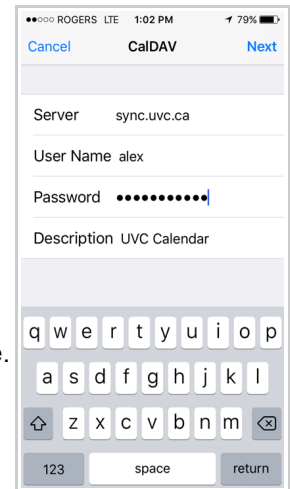 ●●○○○ ROGERS LTE 1:02 PM 79%
Cancel CalDAV Next
Server sync.uvc.ca
User Name alex
Password ●●●●●●●●●●●
Description UVC Calendar
e.
q w e r t y u i o p
a s d f g h j k l
z x c v b n m
123 space return